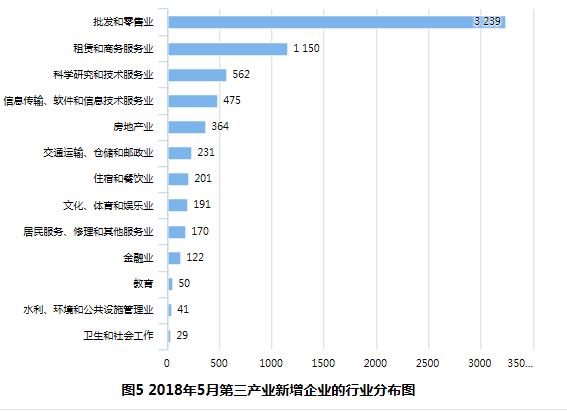 批发和零售业 3 239
租赁和商务服务业 1 150
科学研究和技术服务业 562
信息传输、软件和信息技术服务业 475
房地产业 364
交通运输、仓储和邮政业 231
住宿和餐饮业 201
文化、体育和娱乐业 191
居民服务、修理和其他服务业 170
金融业 122
教育 50
水利、环境和公共设施管理业 41
卫生和社会工作 29
0 500 1000 1500 2000 2500 3000 350...
图5 2018年5月第三产业新增企业的行业分布图